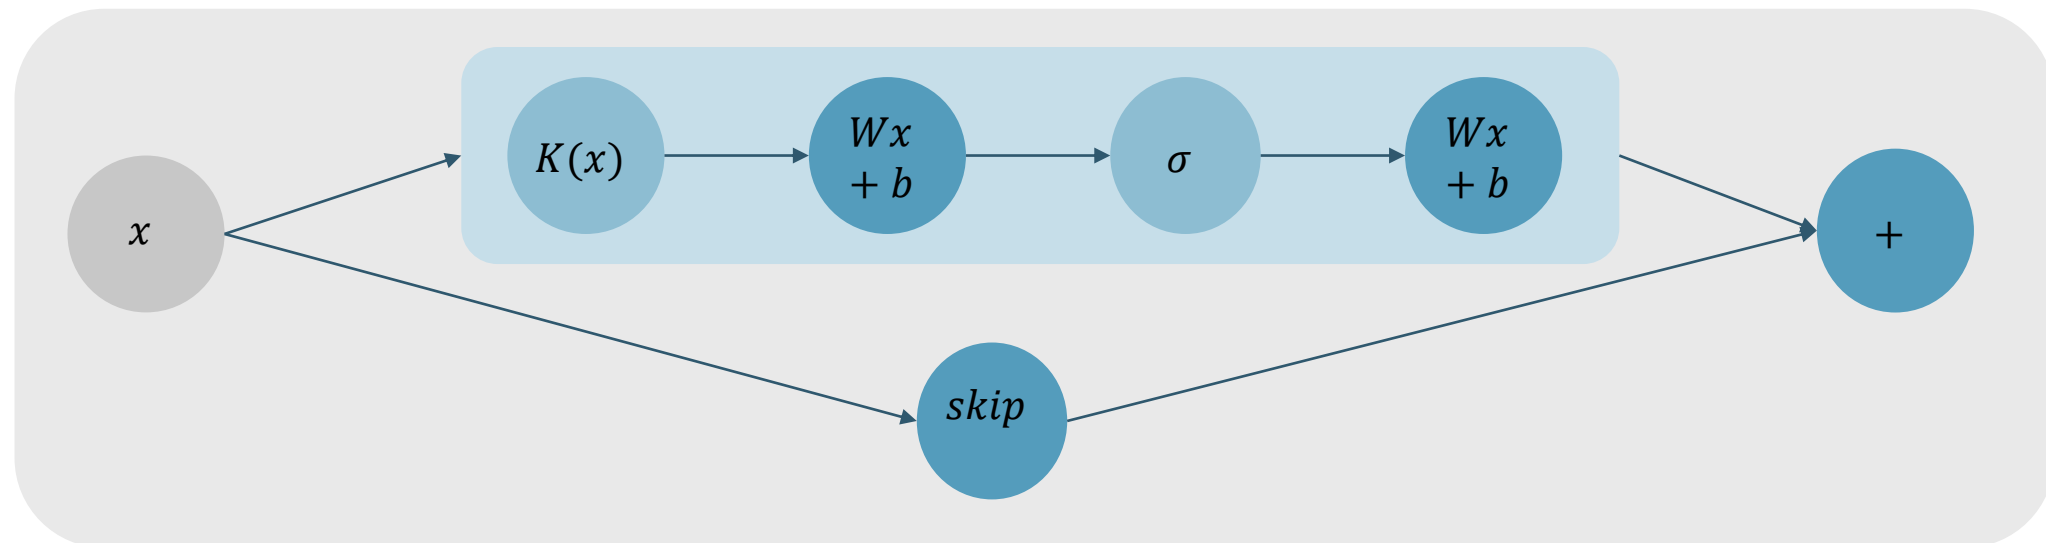 x
K(x)
Wx
+ b
σ
Wx
+ b
+
skip